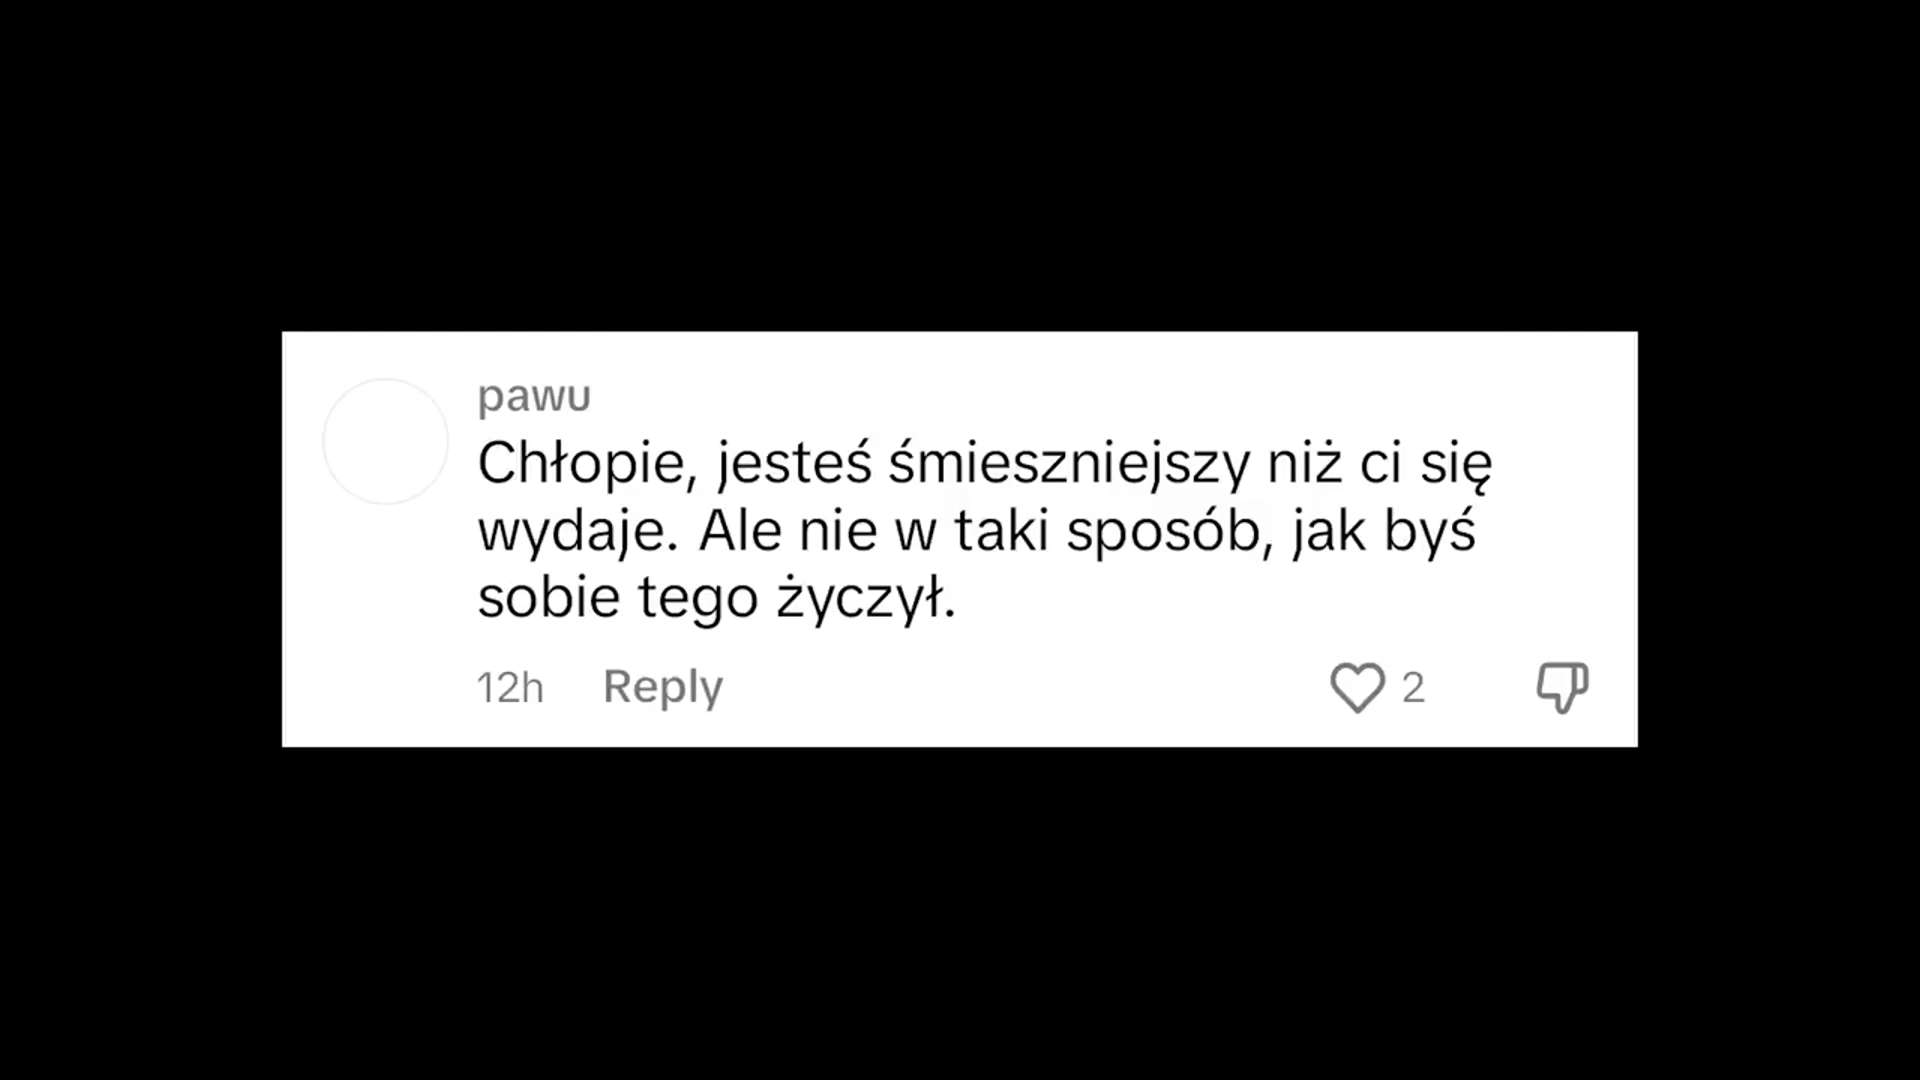 pawu
Chłopie, jesteś śmieszniejszy niż ci się
wydaje. Ale nie w taki sposób, jak byś
sobie tego życzył.
12h Reply 2